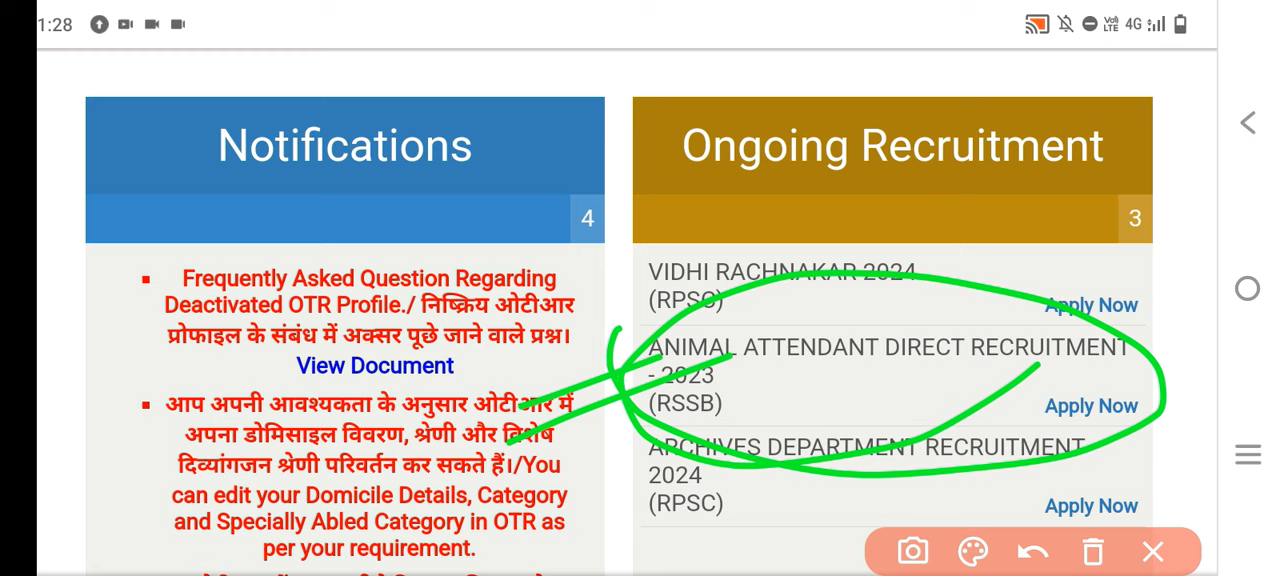 1:28
Vo)
LTE
4G
Notifications
4
Frequently Asked Question Regarding
Deactivated OTR Profile./ निष्क्रिय ओटीआर
प्रोफाइल के संबंध में अक्सर पूछे जाने वाले प्रश्न।
View Document
आप अपनी आवश्यकता के अनुसार ओटीआर में
अपना डोमिसाइल विवरण, श्रेणी और विशेष
दिव्यांगजन श्रेणी परिवर्तन कर सकते हैं।/You
can edit your Domicile Details, Category
and Specially Abled Category in OTR as
per your requirement.
Ongoing Recruitment
3
VIDHI RACHNAKAR 2024
(RPSC)
Apply Now
ANIMAL ATTENDANT DIRECT RECRUITMENT
- 2023
(RSSB)
Apply Now
ARCHIVES DEPARTMENT RECRUITMENT
2024
(RPSC)
Apply Now